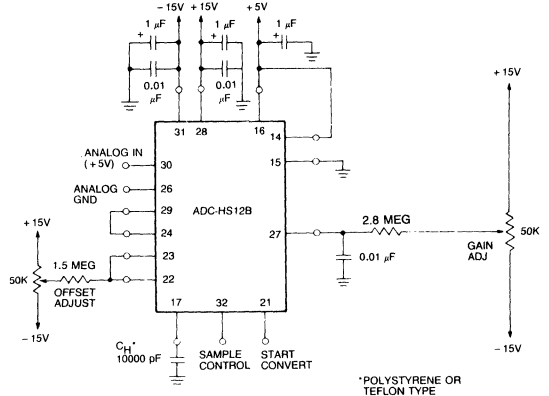 - 15V + 15V + 5V
1 μF 1 μF 1 μF
+ + +
0.01 μF 0.01 μF
31 28 16
14
ANALOG IN
(+5V)
30
15
ANALOG
GND
26
ADC-HS12B
29
24
27
2.8 MEG
+ 15V
50K
GAIN
ADJ
0.01 μF
- 15V
+ 15V
1.5 MEG
23
22
50K
OFFSET
ADJUST
- 15V
17 32 21
CH*
10000 pF
SAMPLE
CONTROL
START
CONVERT
*POLYSTYRENE OR
TEFLON TYPE